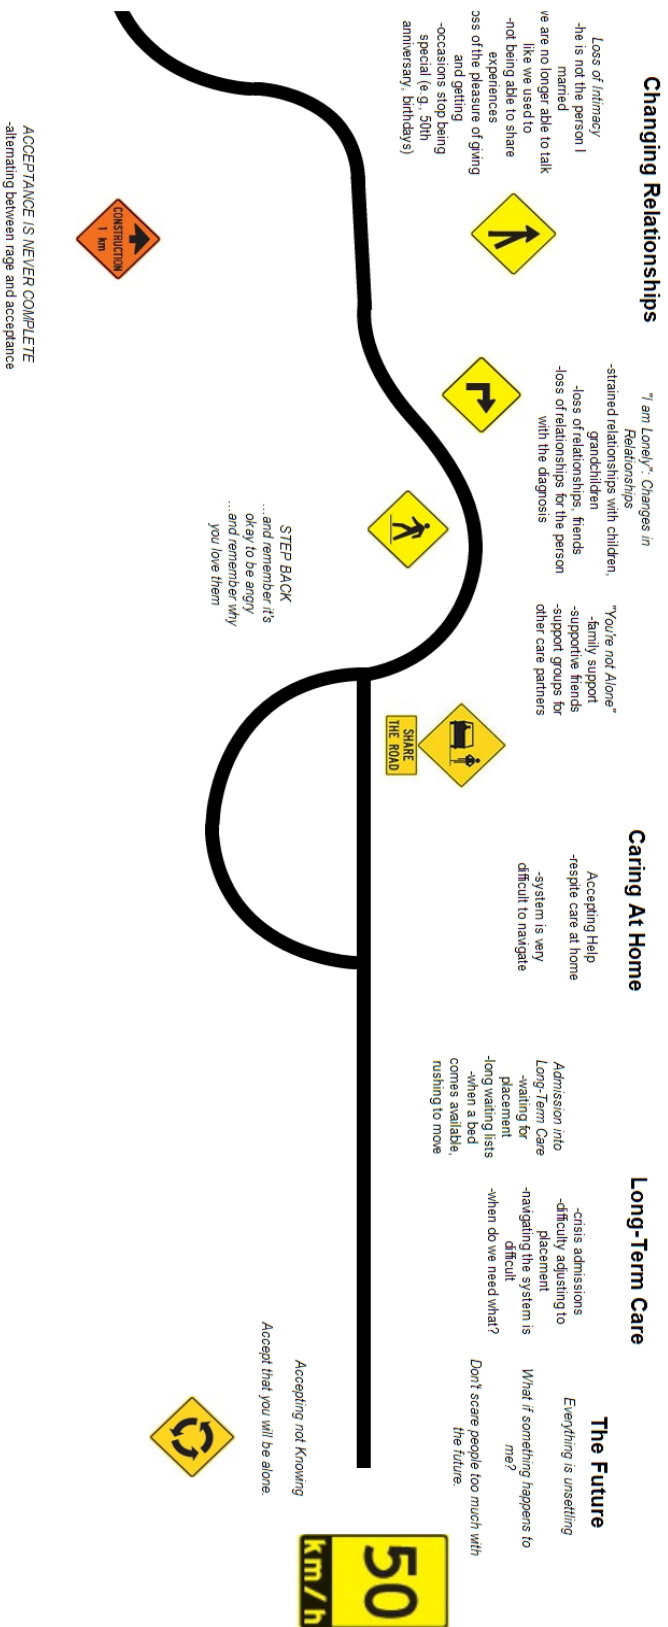 Changing Relationships
Loss of Intimacy
-he is not the person I
married
we are no longer able to talk
like we used to
-not being able to share
experiences
oss of the pleasure of giving
and getting
-occasions stop being
special (e.g., 50th
anniversary, birthdays)
"I am Lonely": Changes in
Relationships
-strained relationships with children,
grandchildren
-loss of relationships, friends
-loss of relationships for the person
with the diagnosis
"You're not Alone"
-family support
-supportive friends
-support groups for
other care partners
SHARE
THE ROAD
STEP BACK
...and remember it's
okay to be angry
...and remember why
you love them
CONSTRUCTION
1 km
ACCEPTANCE IS NEVER COMPLETE
-alternating between rage and acceptance
Caring At Home
Accepting Help
-respite care at home
-system is very
difficult to navigate
Long-Term Care
Admission into
Long-Term Care
-waiting for
placement
-long waiting lists
-when a bed
comes available,
rushing to move
-crisis admissions
-difficulty adjusting to
placement
-navigating the system is
difficult
-when do we need what?
The Future
Everything is unsettling
What if something happens to
me?
Don't scare people too much with
the future.
Accepting not Knowing
Accept that you will be alone.
50
km/h